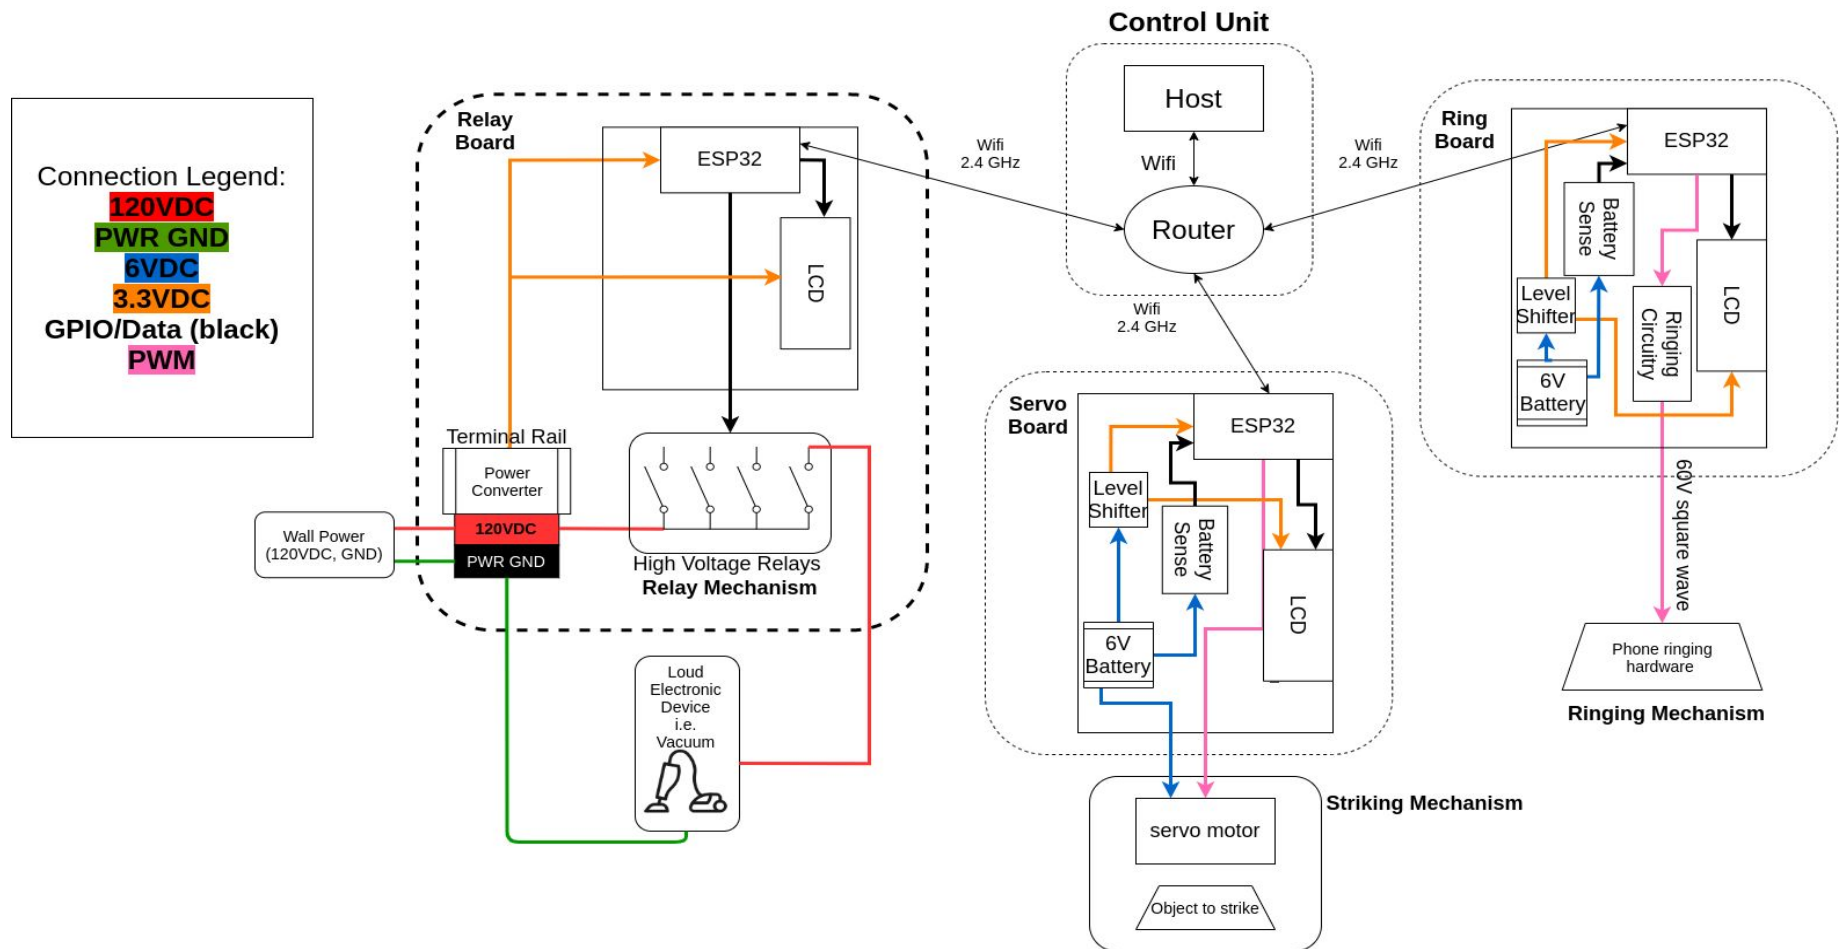 Control Unit
Host
Wifi
Router
Wifi
2.4 GHz
Wifi
2.4 GHz
Wifi
2.4 GHz
Connection Legend:
120VDC
PWR GND
6VDC
3.3VDC
GPIO/Data (black)
PWM
Relay
Board
ESP32
LCD
Terminal Rail
Power
Converter
120VDC
PWR GND
Wall Power
(120VDC, GND)
High Voltage Relays
Relay Mechanism
Loud
Electronic
Device
i.e.
Vacuum
Servo
Board
ESP32
Level
Shifter
Battery
Sense
LCD
6V
Battery
Striking Mechanism
servo motor
Object to strike
Ring
Board
ESP32
Battery
Sense
Level
Shifter
Ringing
Circuitry
LCD
6V
Battery
60V square wave
Phone ringing
hardware
Ringing Mechanism